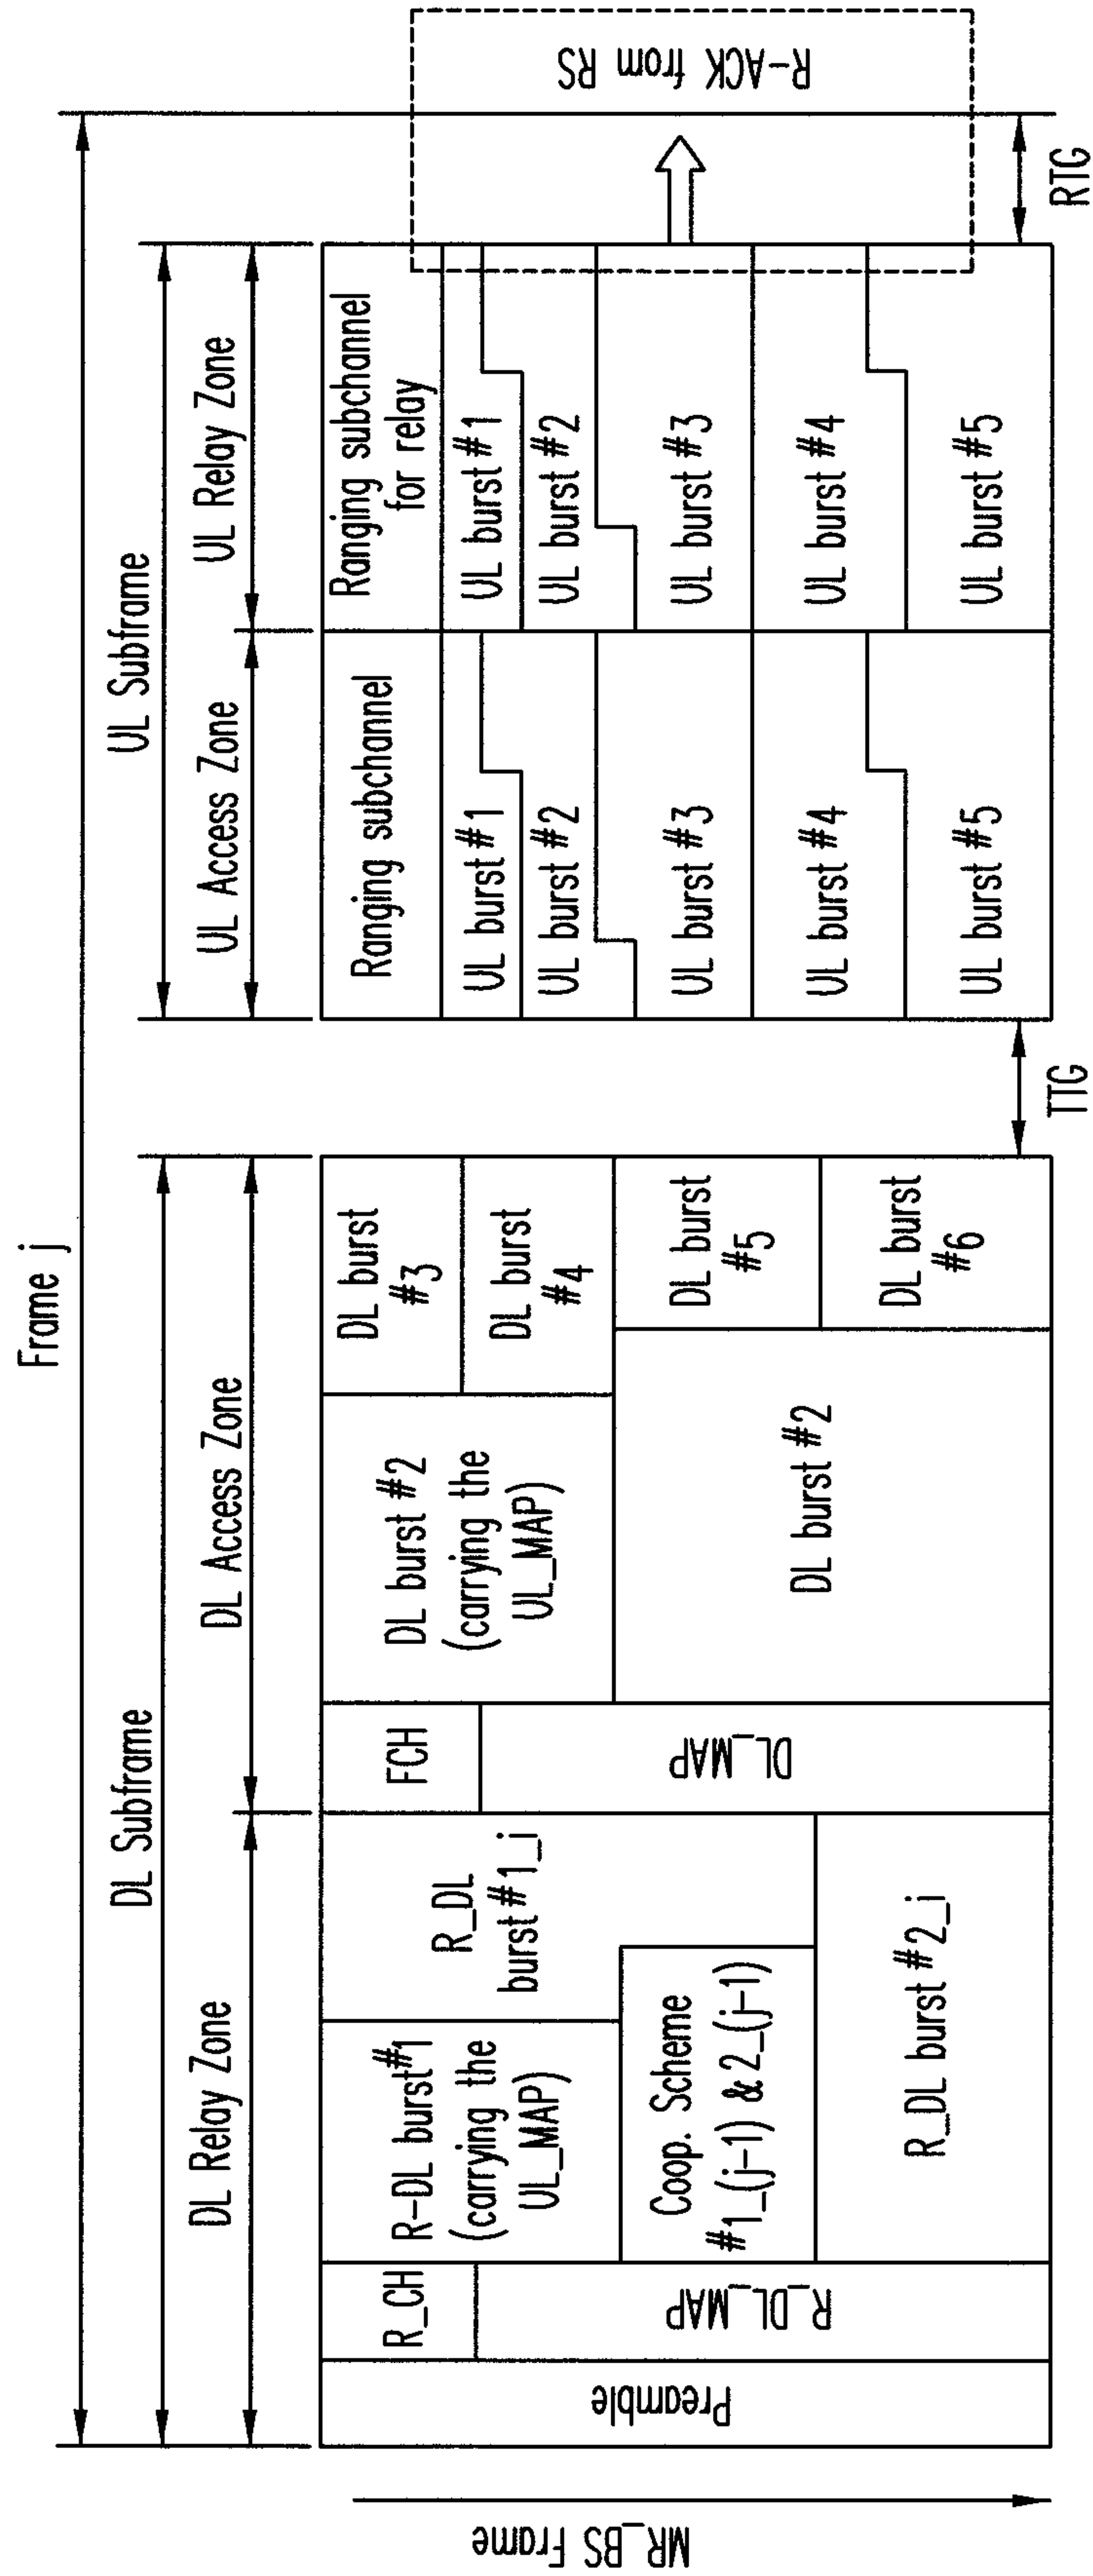 Frame j
DL Subframe
UL Subframe
DL Relay Zone
DL Access Zone
UL Access Zone
UL Relay Zone
MR_BS Frame
Preamble
R_CH
R_DL_MAP
R-DL burst#1
(carrying the
UL_MAP)
Coop. Scheme
#1_(j-1) & 2_(j-1)
R_DL
burst#1_j
R_DL burst #2_j
FCH
DL_MAP
DL burst #2
(carrying the
UL_MAP)
DL burst #2
DL burst
#3
DL burst
#4
DL burst
#5
DL burst
#6
TTG
Ranging subchannel
UL burst#1
UL burst #2
UL burst #3
UL burst #4
UL burst #5
Ranging subchannel
for relay
UL burst#1
UL burst #2
UL burst #3
UL burst #4
UL burst #5
RTG
R-ACK from RS